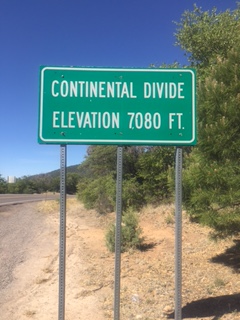 CONTINENTAL DIVIDE
ELEVATION 7080 FT.